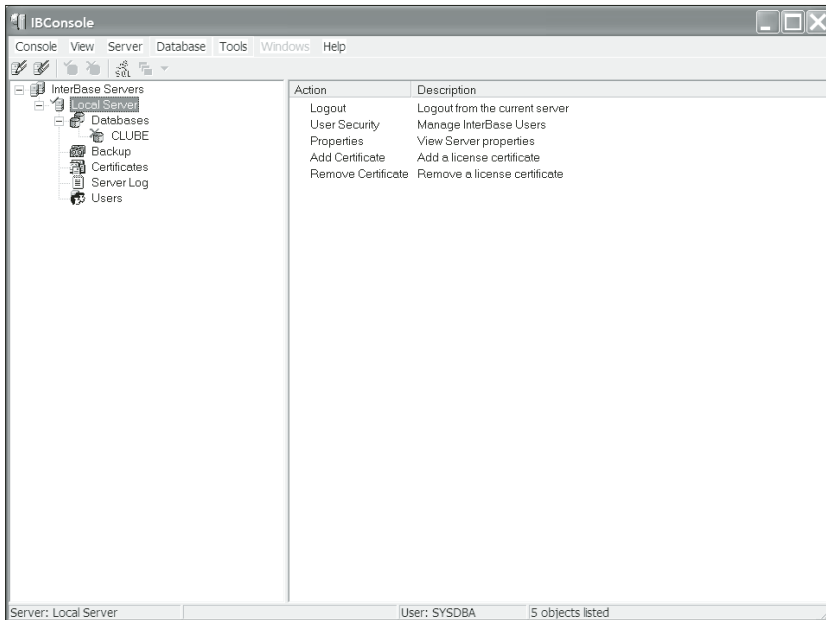 IBConsole
Console View Server Database Tools Windows Help
InterBase Servers
Local Server
Databases
CLUBE
Backup
Certificates
Server Log
Users
Action Description
Logout Logout from the current server
User Security Manage InterBase Users
Properties View Server properties
Add Certificate Add a license certificate
Remove Certificate Remove a license certificate
Server: Local Server User: SYSDBA 5 objects listed